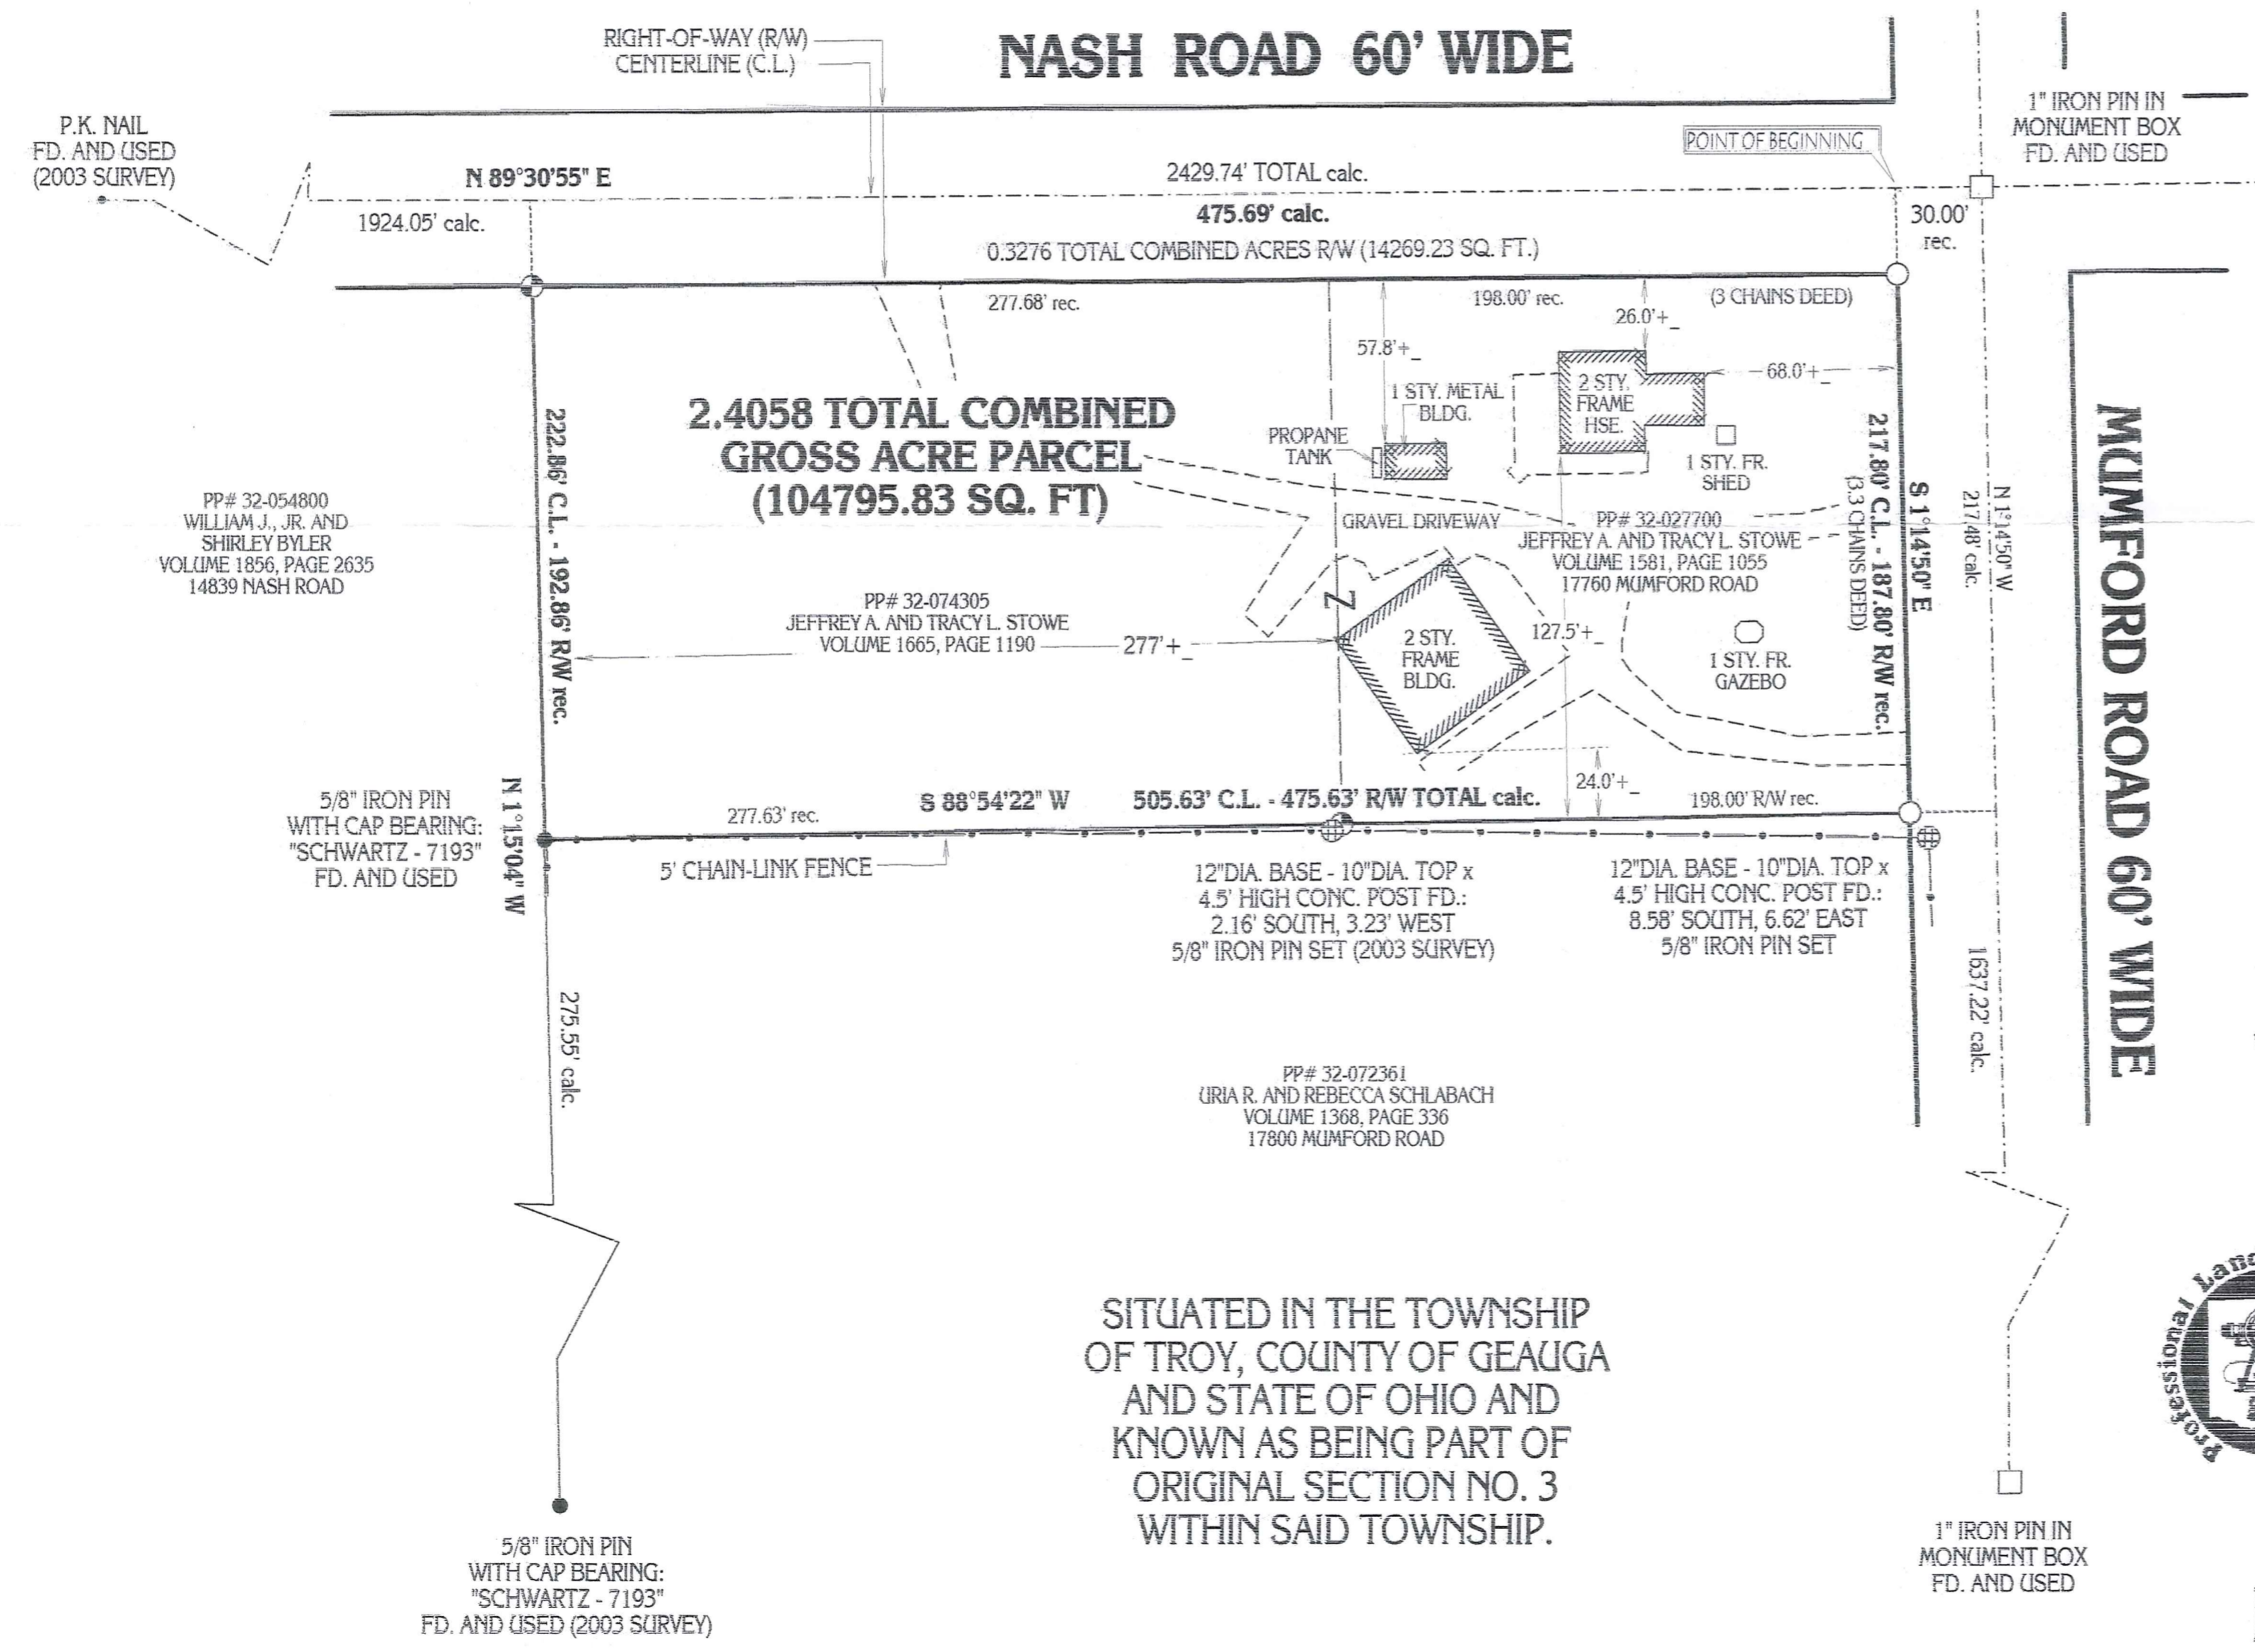 RIGHT-OF-WAY (R/W)
CENTERLINE (C.L.)
NASH ROAD 60' WIDE
P.K. NAIL
FD. AND USED
(2003 SURVEY)
1" IRON PIN IN
MONUMENT BOX
FD. AND USED
POINT OF BEGINNING
N 89°30'55" E
2429.74' TOTAL calc.
1924.05' calc.
475.69' calc.
30.00'
rec.
0.3276 TOTAL COMBINED ACRES R/W (14269.23 SQ. FT.)
277.68' rec.
198.00' rec.
(3 CHAINS DEED)
26.0'+_
57.8'+_
68.0'+_
1 STY. METAL
BLDG.
2 STY.
FRAME
HSE.
PROPANE
TANK
1 STY. FR.
SHED
2.4058 TOTAL COMBINED
GROSS ACRE PARCEL
(104795.83 SQ. FT)
222.86' C.L. - 192.86' R/W rec.
217.80' C.L. - 187.80' R/W rec.
(3.3 CHAINS DEED)
S 1°14'50" E
N 1°14'50" W
217.48' calc.
MUMFORD ROAD 60' WIDE
PP# 32-054800
WILLIAM J., JR. AND
SHIRLEY BYLER
VOLUME 1856, PAGE 2635
14839 NASH ROAD
GRAVEL DRIVEWAY
PP# 32-027700
JEFFREY A. AND TRACY L. STOWE
VOLUME 1581, PAGE 1055
17760 MUMFORD ROAD
PP# 32-074305
JEFFREY A. AND TRACY L. STOWE
VOLUME 1665, PAGE 1190
277'+_
Z
2 STY.
FRAME
BLDG.
127.5'+_
1 STY. FR.
GAZEBO
24.0'+_
N 1°15'04" W
5/8" IRON PIN
WITH CAP BEARING:
"SCHWARTZ - 7193"
FD. AND USED
277.63' rec.
S 88°54'22" W
505.63' C.L. - 475.63' R/W TOTAL calc.
198.00' R/W rec.
5' CHAIN-LINK FENCE
12"DIA. BASE - 10"DIA. TOP x
4.5' HIGH CONC. POST FD.:
2.16' SOUTH, 3.23' WEST
5/8" IRON PIN SET (2003 SURVEY)
12"DIA. BASE - 10"DIA. TOP x
4.5' HIGH CONC. POST FD.:
8.58' SOUTH, 6.62' EAST
5/8" IRON PIN SET
275.55' calc.
1637.22' calc.
PP# 32-072361
URIA R. AND REBECCA SCHLABACH
VOLUME 1368, PAGE 336
17800 MUMFORD ROAD
SITUATED IN THE TOWNSHIP
OF TROY, COUNTY OF GEAUGA
AND STATE OF OHIO AND
KNOWN AS BEING PART OF
ORIGINAL SECTION NO. 3
WITHIN SAID TOWNSHIP.
Professional Land
5/8" IRON PIN
WITH CAP BEARING:
"SCHWARTZ - 7193"
FD. AND USED (2003 SURVEY)
1" IRON PIN IN
MONUMENT BOX
FD. AND USED